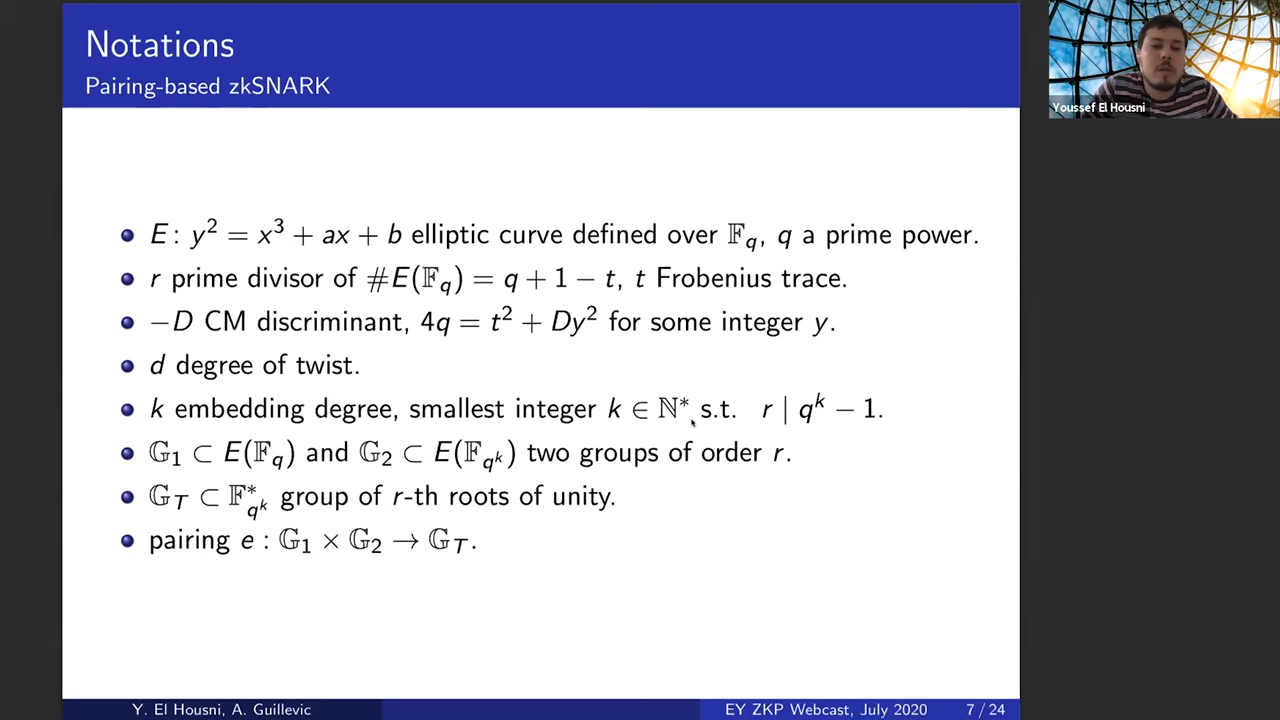 Notations
Pairing-based zkSNARK
E: y² = x³ + ax + b elliptic curve defined over 𝔽_q, q a prime power.
r prime divisor of #E(𝔽_q) = q + 1 − t, t Frobenius trace.
−D CM discriminant, 4q = t² + Dy² for some integer y.
d degree of twist.
k embedding degree, smallest integer k ∈ ℕ* s.t. r | q^k − 1.
𝔾₁ ⊂ E(𝔽_q) and 𝔾₂ ⊂ E(𝔽_{q^k}) two groups of order r.
𝔾_T ⊂ 𝔽*_{q^k} group of r-th roots of unity.
pairing e : 𝔾₁ × 𝔾₂ → 𝔾_T.
Y. El Housni, A. Guillevic
EY ZKP Webcast, July 2020
7 / 24
Youssef El Housni